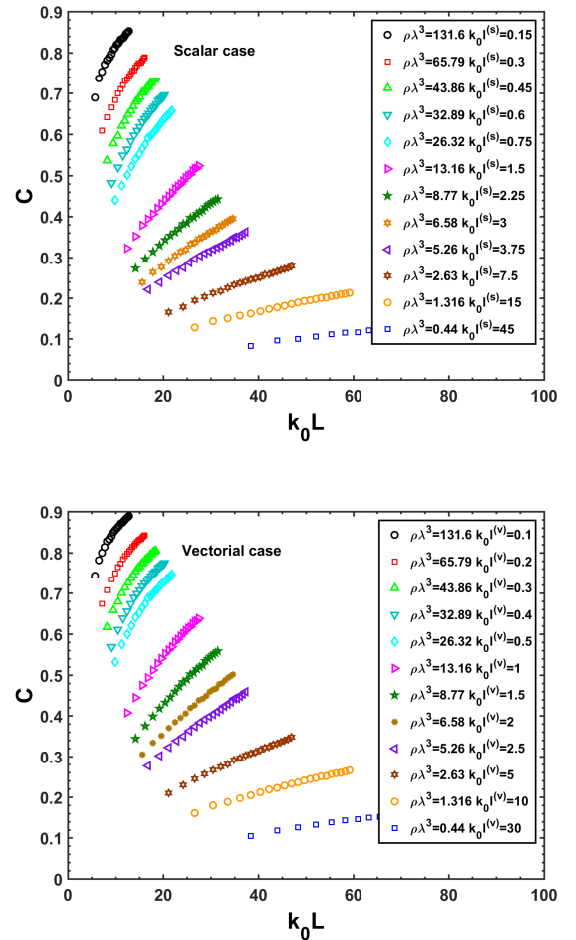 0.9
0.8
0.7
0.6
0.5
0.4
0.3
0.2
0.1
0
C
Scalar case
ρλ³=131.6 k₀l⁽ˢ⁾=0.15
ρλ³=65.79 k₀l⁽ˢ⁾=0.3
ρλ³=43.86 k₀l⁽ˢ⁾=0.45
ρλ³=32.89 k₀l⁽ˢ⁾=0.6
ρλ³=26.32 k₀l⁽ˢ⁾=0.75
ρλ³=13.16 k₀l⁽ˢ⁾=1.5
ρλ³=8.77 k₀l⁽ˢ⁾=2.25
ρλ³=6.58 k₀l⁽ˢ⁾=3
ρλ³=5.26 k₀l⁽ˢ⁾=3.75
ρλ³=2.63 k₀l⁽ˢ⁾=7.5
ρλ³=1.316 k₀l⁽ˢ⁾=15
ρλ³=0.44 k₀l⁽ˢ⁾=45
0 20 40 60 80 100
k₀L
0.9
0.8
0.7
0.6
0.5
0.4
0.3
0.2
0.1
0
C
Vectorial case
ρλ³=131.6 k₀l⁽ᵛ⁾=0.1
ρλ³=65.79 k₀l⁽ᵛ⁾=0.2
ρλ³=43.86 k₀l⁽ᵛ⁾=0.3
ρλ³=32.89 k₀l⁽ᵛ⁾=0.4
ρλ³=26.32 k₀l⁽ᵛ⁾=0.5
ρλ³=13.16 k₀l⁽ᵛ⁾=1
ρλ³=8.77 k₀l⁽ᵛ⁾=1.5
ρλ³=6.58 k₀l⁽ᵛ⁾=2
ρλ³=5.26 k₀l⁽ᵛ⁾=2.5
ρλ³=2.63 k₀l⁽ᵛ⁾=5
ρλ³=1.316 k₀l⁽ᵛ⁾=10
ρλ³=0.44 k₀l⁽ᵛ⁾=30
0 20 40 60 80 100
k₀L